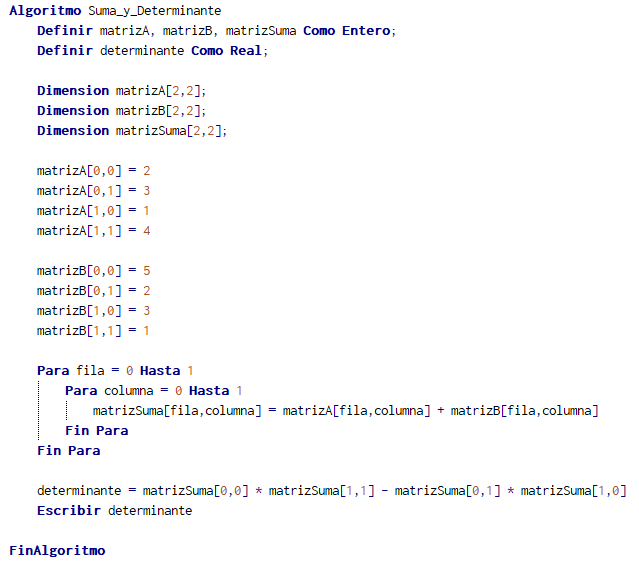 Algoritmo Suma_y_Determinante
Definir matrizA, matrizB, matrizSuma Como Entero;
Definir determinante Como Real;
Dimension matrizA[2,2];
Dimension matrizB[2,2];
Dimension matrizSuma[2,2];
matrizA[0,0] = 2
matrizA[0,1] = 3
matrizA[1,0] = 1
matrizA[1,1] = 4
matrizB[0,0] = 5
matrizB[0,1] = 2
matrizB[1,0] = 3
matrizB[1,1] = 1
Para fila = 0 Hasta 1
Para columna = 0 Hasta 1
matrizSuma[fila,columna] = matrizA[fila,columna] + matrizB[fila,columna]
Fin Para
Fin Para
determinante = matrizSuma[0,0] * matrizSuma[1,1] - matrizSuma[0,1] * matrizSuma[1,0]
Escribir determinante
FinAlgoritmo